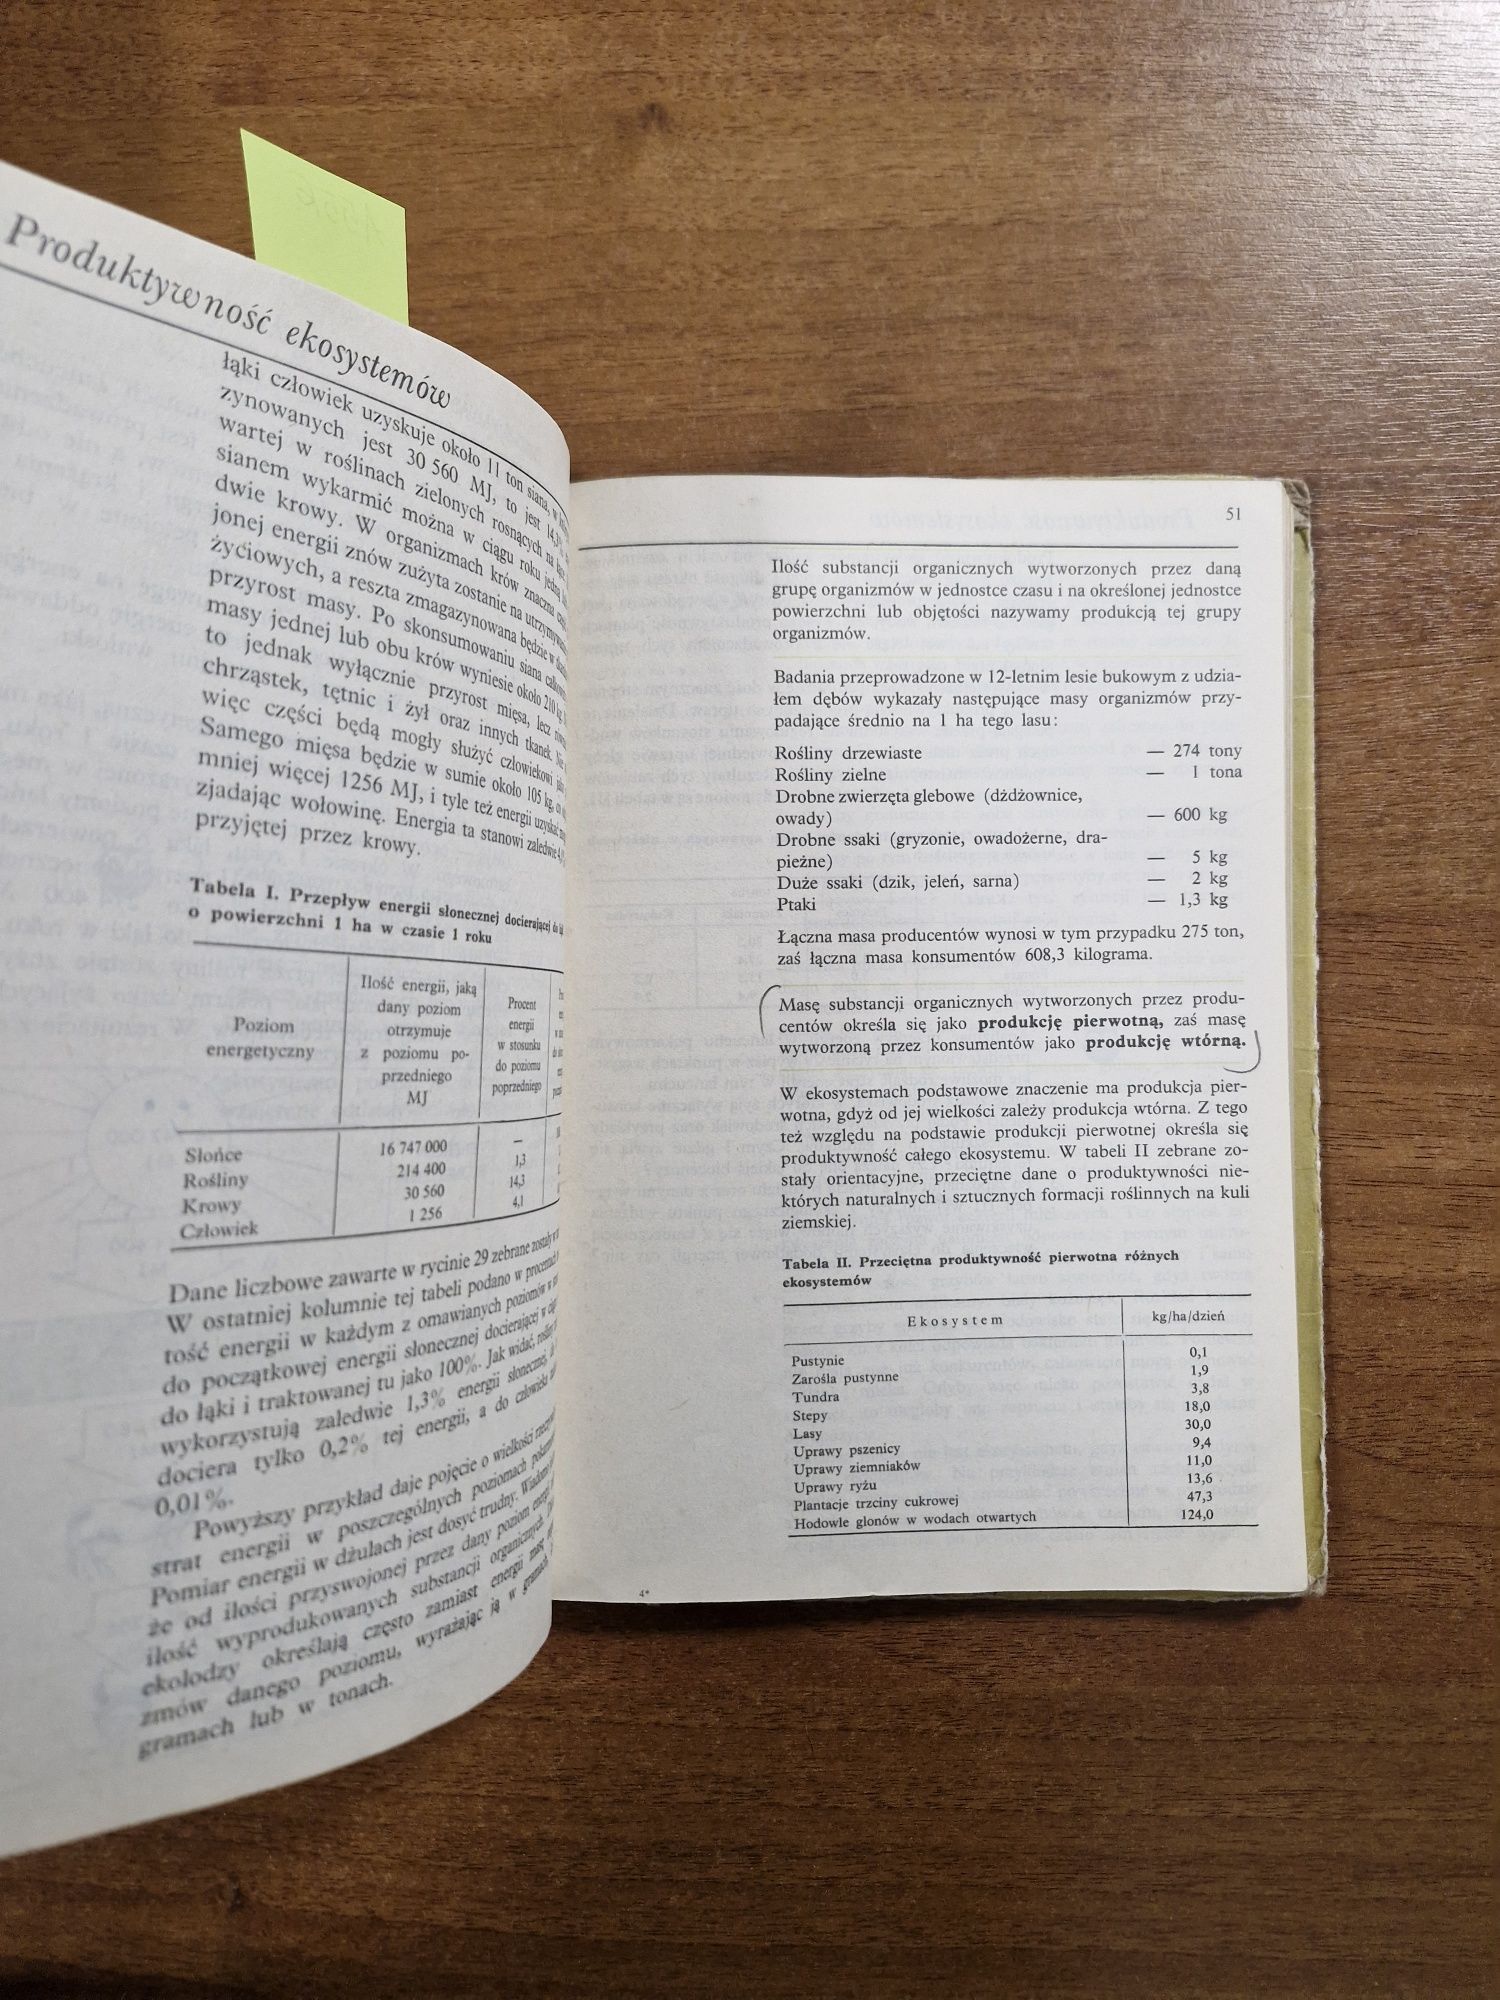 Produktywność ekosystemów
łąki człowiek uzyskuje około 11 ton siana, w
zynowanych jest 30 560 MJ, to jest 14,3%
wartej w roślinach zielonych rosnących na
sianem wykarmić można w ciągu roku jedną
dwie krowy. W organizmach krów znaczna
jonej energii znów zużyta zostanie na
życiowych, a reszta zmagazynowana będzie w
przyrost masy. Po skonsumowaniu siana
masy jednej lub obu krów wyniesie około 210 kg
to jednak wyłącznie przyrost mięsa, lecz
chrząstek, tętnic i żył oraz innych tkanek.
więc części będą mogły służyć człowiekowi
Samego mięsa będzie w sumie około 105 kg, co
mniej więcej 1256 MJ, i tyle też energii uzyska
zjadając wołowinę. Energia ta stanowi zaledwie
przyjętej przez krowy.
Tabela I. Przepływ energii słonecznej docierającej do
o powierzchni 1 ha w czasie 1 roku
Poziom energetyczny
Ilość energii, jaką dany poziom otrzymuje z poziomu po-
przedniego MJ
Procent energii w stosunku do poziomu poprzedniego
Słońce 16 747 000 —
Rośliny 214 400 1,3
Krowy 30 560 14,3
Człowiek 1 256 4,1
Dane liczbowe zawarte w rycinie 29 zebrane zostały w
W ostatniej kolumnie tej tabeli podano w procentach
tość energii w każdym z omawianych poziomów w
do początkowej energii słonecznej docierającej w
do łąki i traktowanej tu jako 100%. Jak widać, rośliny
wykorzystują zaledwie 1,3% energii słonecznej,
dociera tylko 0,2% tej energii, a do człowieka
0,01%.
Powyższy przykład daje pojęcie o wielkości
strat energii w poszczególnych poziomach
Pomiar energii w dżulach jest dosyć trudny. Wiadomo
że od ilości przyswojonej przez dany poziom energii
ilość wyprodukowanych substancji organicznych.
ekolodzy określają często zamiast energii masę
zmów danego poziomu, wyrażając ją w gramach
gramach lub w tonach.
51
Ilość substancji organicznych wytworzonych przez daną
grupę organizmów w jednostce czasu i na określonej jednostce
powierzchni lub objętości nazywamy produkcją tej grupy
organizmów.
Badania przeprowadzone w 12-letnim lesie bukowym z udzia-
łem dębów wykazały następujące masy organizmów przy-
padające średnio na 1 ha tego lasu:
Rośliny drzewiaste — 274 tony
Rośliny zielne — 1 tona
Drobne zwierzęta glebowe (dżdżownice,
owady) — 600 kg
Drobne ssaki (gryzonie, owadożerne, dra-
pieżne) — 5 kg
Duże ssaki (dzik, jeleń, sarna) — 2 kg
Ptaki — 1,3 kg
Łączna masa producentów wynosi w tym przypadku 275 ton,
zaś łączna masa konsumentów 608,3 kilograma.
Masę substancji organicznych wytworzonych przez produ-
centów określa się jako produkcję pierwotną, zaś masę
wytworzoną przez konsumentów jako produkcję wtórną.
W ekosystemach podstawowe znaczenie ma produkcja pier-
wotna, gdyż od jej wielkości zależy produkcja wtórna. Z tego
też względu na podstawie produkcji pierwotnej określa się
produktywność całego ekosystemu. W tabeli II zebrane zo-
stały orientacyjne, przeciętne dane o produktywności nie-
których naturalnych i sztucznych formacji roślinnych na kuli
ziemskiej.
Tabela II. Przeciętna produktywność pierwotna różnych
ekosystemów
Ekosystem kg/ha/dzień
Pustynie 0,1
Zarośla pustynne 1,9
Tundra 3,8
Stepy 18,0
Lasy 30,0
Uprawy pszenicy 9,4
Uprawy ziemniaków 11,0
Uprawy ryżu 13,6
Plantacje trzciny cukrowej 47,3
Hodowle glonów w wodach otwartych 124,0
4*